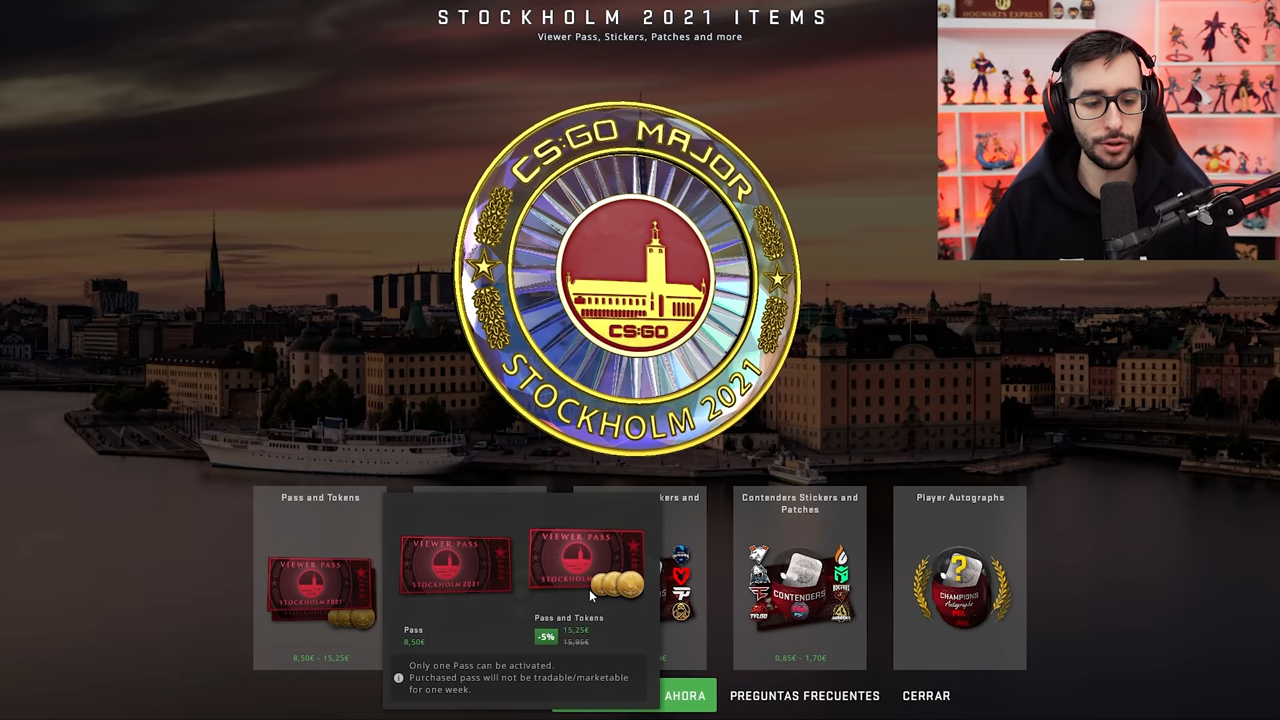 STOCKHOLM 2021 ITEMS
Viewer Pass, Stickers, Patches and more
HOGWARTS EXPRESS
CS:GO MAJOR
CS:GO
STOCKHOLM 2021
Pass and Tokens
VIEWER PASS
STOCKHOLM 2021
8,50€ - 15,25€
VIEWER PASS
STOCKHOLM 2021
Pass
8,50€
VIEWER PASS
Pass and Tokens
-5%
15,25€
15,95€
Only one Pass can be activated.
Purchased pass will not be tradable/marketable
for one week.
Contenders Stickers and
Patches
CONTENDERS
0,85€ - 1,70€
Player Autographs
?
CHAMPIONS
Autographs
AHORA
PREGUNTAS FRECUENTES
CERRAR